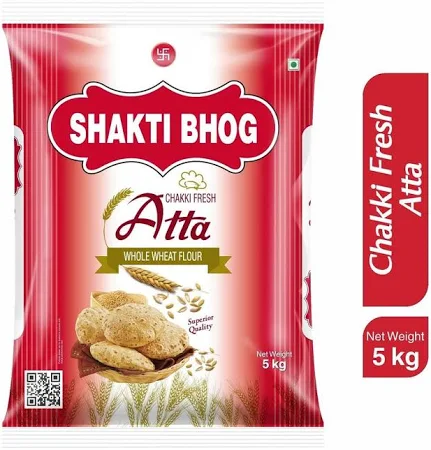 SHAKTI BHOG
CHAKKI FRESH
Atta
WHOLE WHEAT FLOUR
Superior
Quality
Net Weight
5 kg
Chakki Fresh
Atta
Net Weight
5 kg